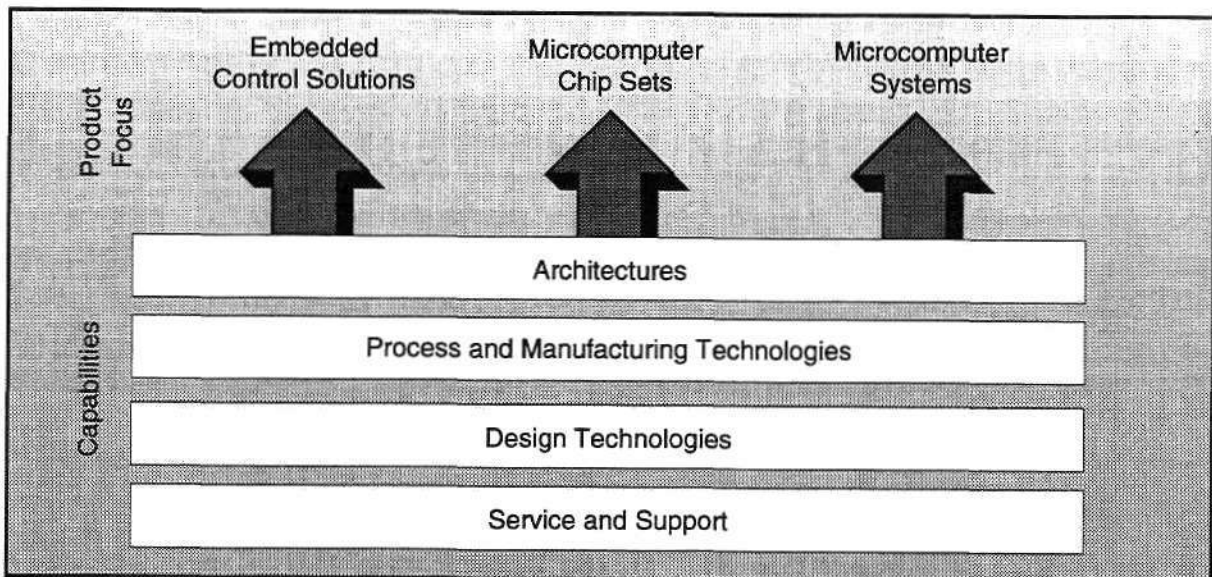 Embedded
Control Solutions
Microcomputer
Chip Sets
Microcomputer
Systems
Product
Focus
Architectures
Process and Manufacturing Technologies
Capabilities
Design Technologies
Service and Support